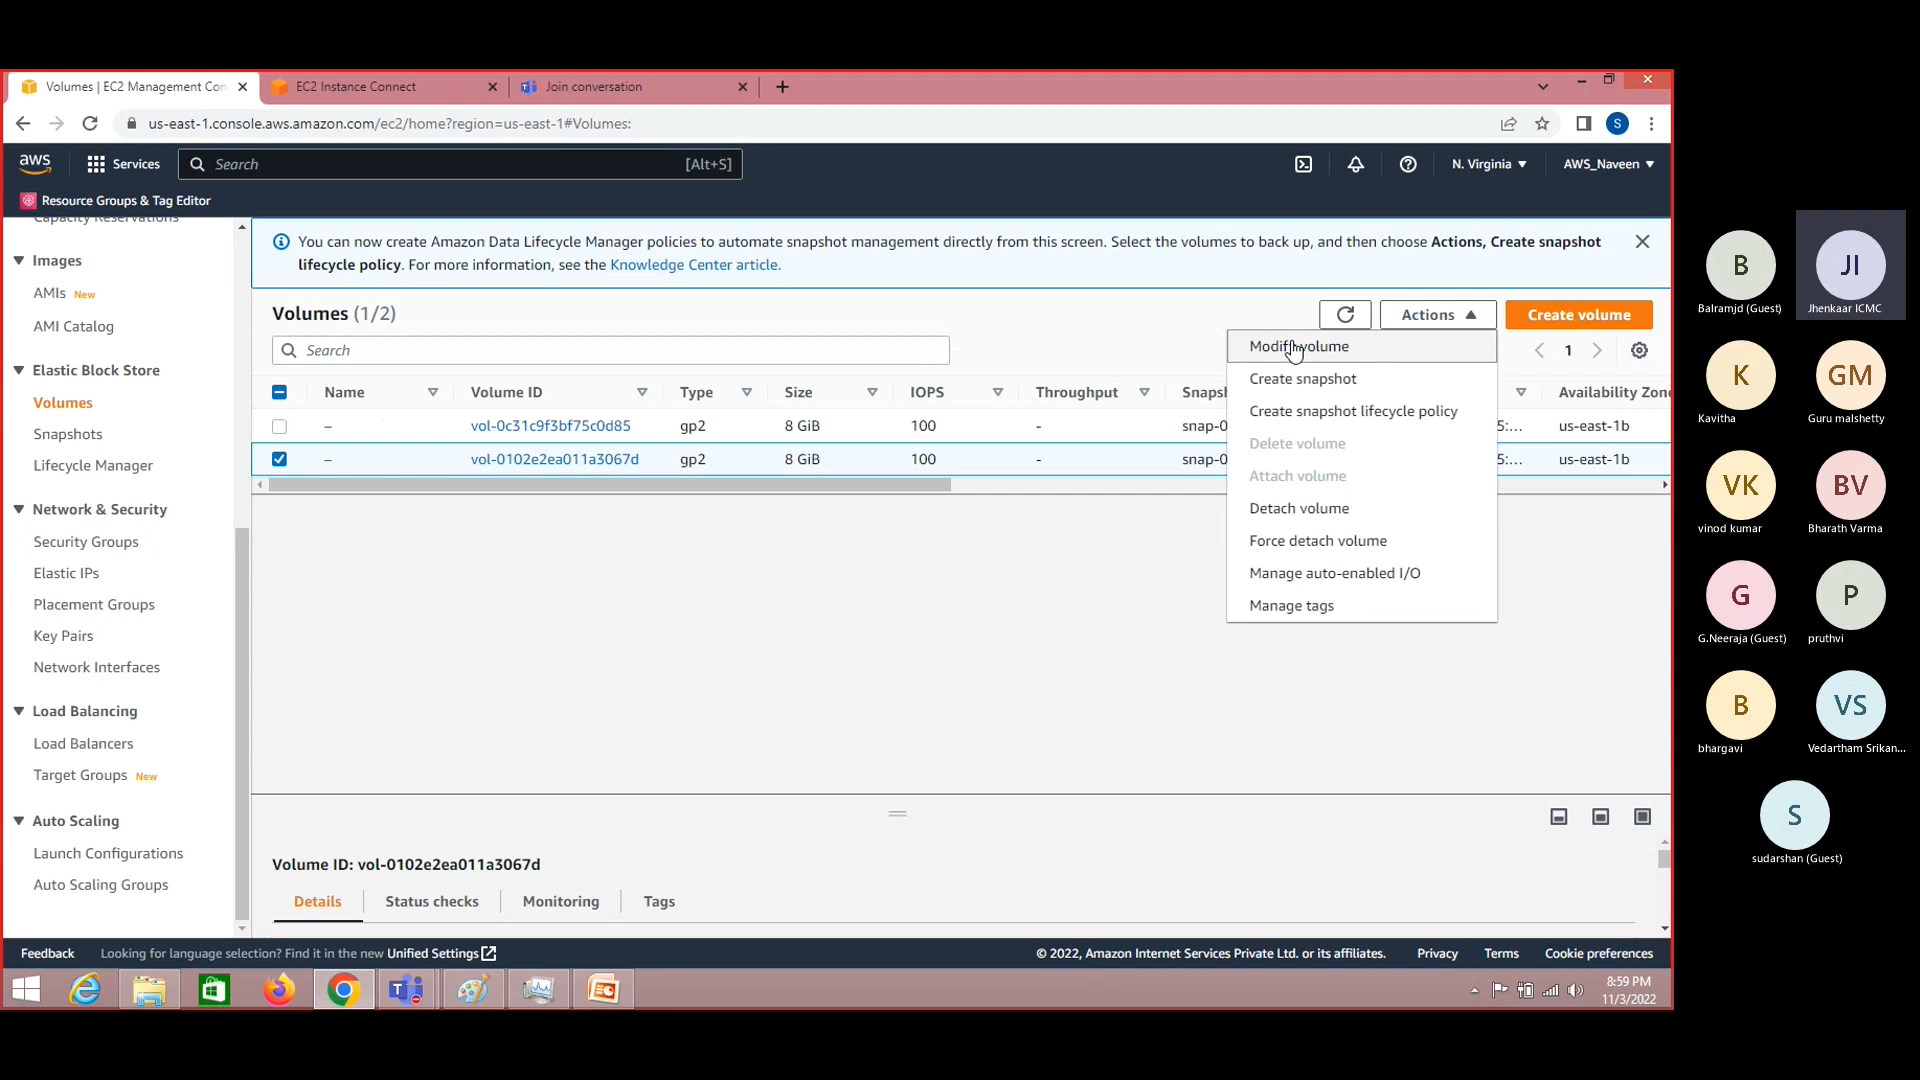 Volumes | EC2 Management Con
EC2 Instance Connect
Join conversation
us-east-1.console.aws.amazon.com/ec2/home?region=us-east-1#Volumes:
S
aws
Services
Search
[Alt+S]
N. Virginia
AWS_Naveen
Resource Groups & Tag Editor
Capacity Reservations
Images
AMIs New
AMI Catalog
Elastic Block Store
Volumes
Snapshots
Lifecycle Manager
Network & Security
Security Groups
Elastic IPs
Placement Groups
Key Pairs
Network Interfaces
Load Balancing
Load Balancers
Target Groups New
Auto Scaling
Launch Configurations
Auto Scaling Groups
You can now create Amazon Data Lifecycle Manager policies to automate snapshot management directly from this screen. Select the volumes to back up, and then choose Actions, Create snapshot
lifecycle policy. For more information, see the Knowledge Center article.
Volumes (1/2)
Actions
Create volume
Search
1
Modify volume
Create snapshot
Create snapshot lifecycle policy
Delete volume
Attach volume
Detach volume
Force detach volume
Manage auto-enabled I/O
Manage tags
Name Volume ID Type Size IOPS Throughput Snaps Availability Zone
– vol-0c31c9f3bf75c0d85 gp2 8 GiB 100 - snap-0 5:... us-east-1b
– vol-0102e2ea011a3067d gp2 8 GiB 100 - snap-0 5:... us-east-1b
Volume ID: vol-0102e2ea011a3067d
Details
Status checks
Monitoring
Tags
Feedback
Looking for language selection? Find it in the new Unified Settings
© 2022, Amazon Internet Services Private Ltd. or its affiliates.
Privacy
Terms
Cookie preferences
8:59 PM
11/3/2022
B
Balramjd (Guest)
JI
Jhenkaar ICMC
K
Kavitha
GM
Guru malshetty
VK
vinod kumar
BV
Bharath Varma
G
G.Neeraja (Guest)
P
pruthvi
B
bhargavi
VS
Vedartham Srikan...
S
sudarshan (Guest)